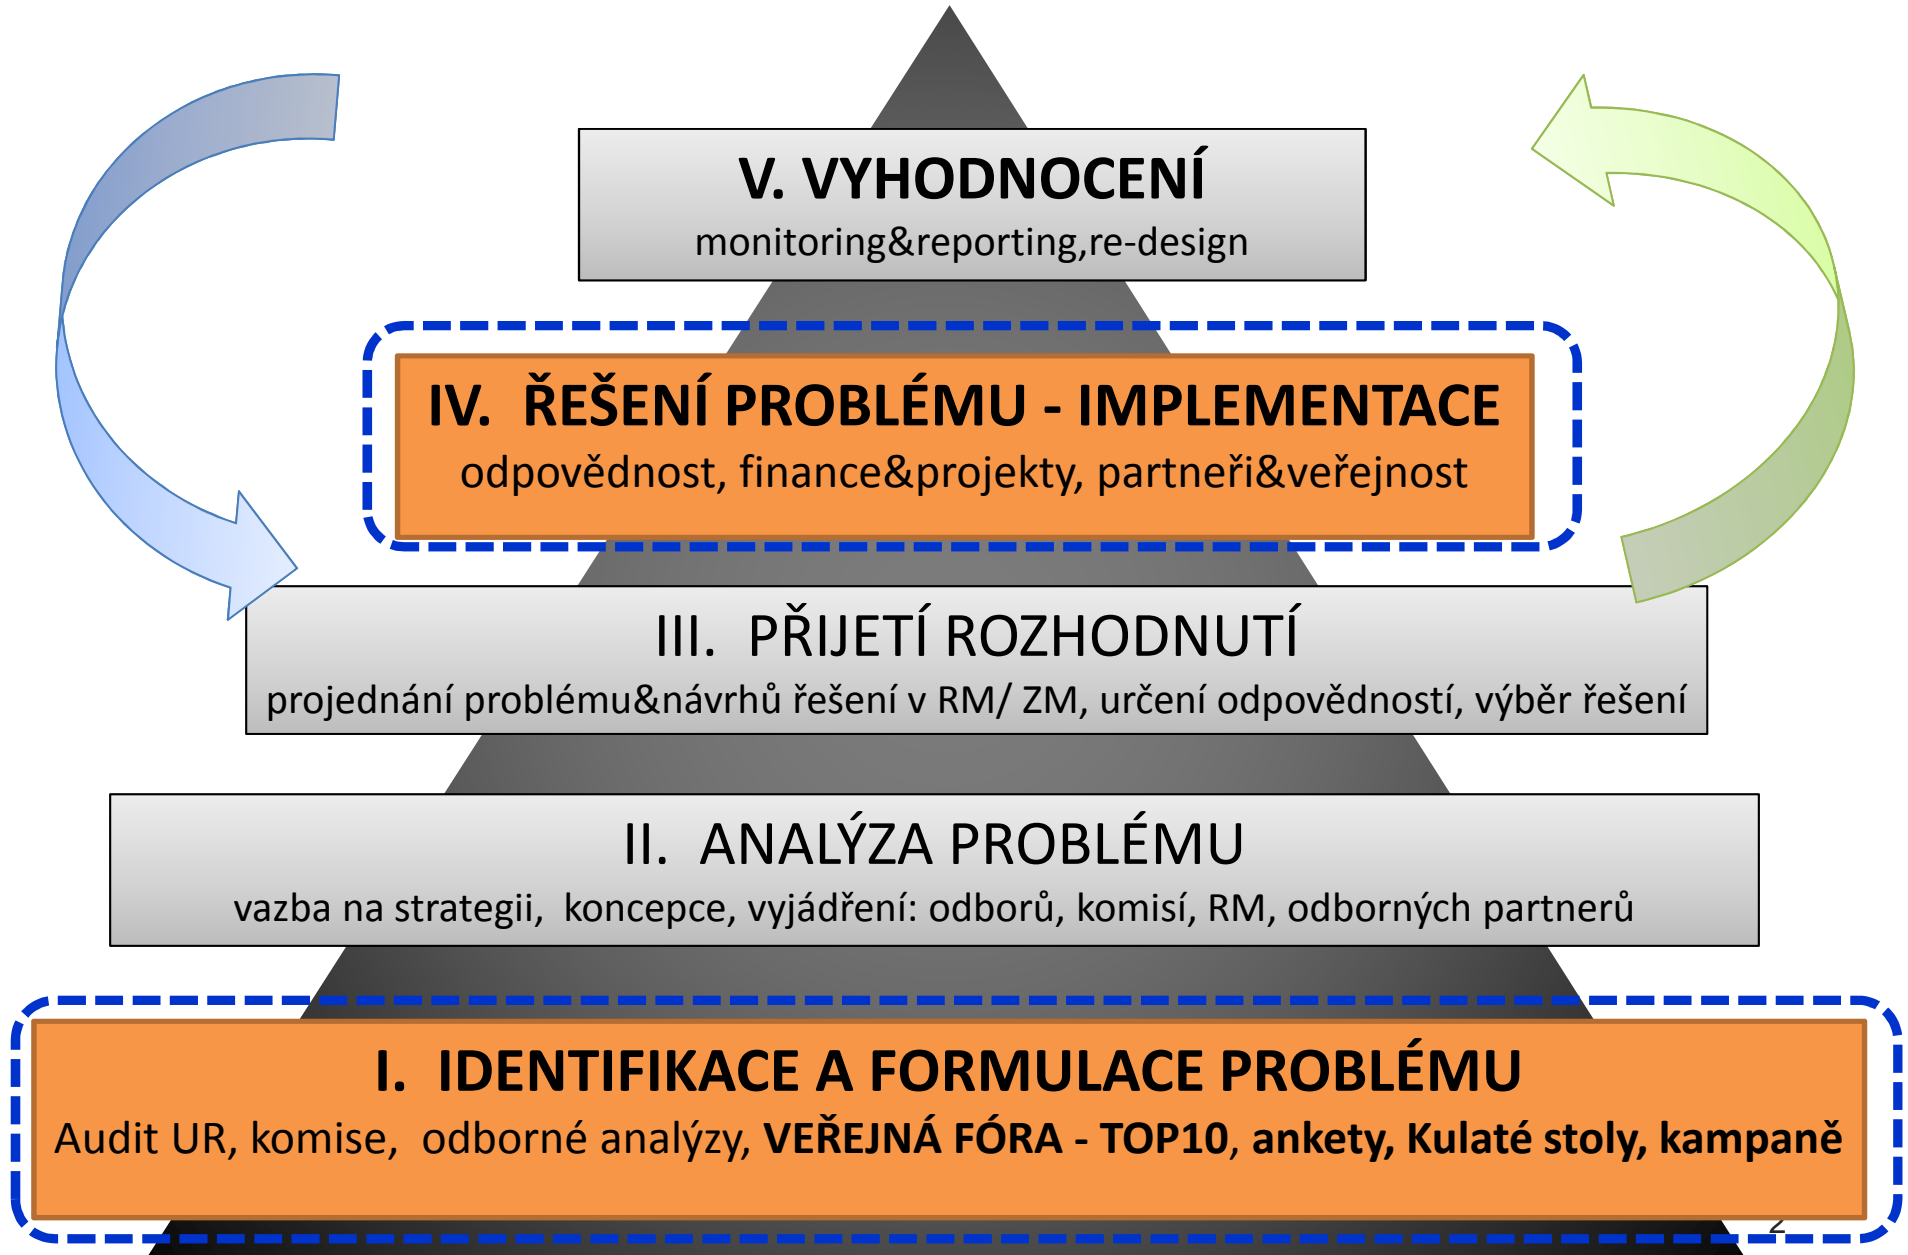 V. VYHODNOCENÍ
monitoring&reporting,re-design
IV. ŘEŠENÍ PROBLÉMU - IMPLEMENTACE
odpovědnost, finance&projekty, partneři&veřejnost
III. PŘIJETÍ ROZHODNUTÍ
projednání problému&návrhů řešení v RM/ ZM, určení odpovědností, výběr řešení
II. ANALÝZA PROBLÉMU
vazba na strategii, koncepce, vyjádření: odborů, komisí, RM, odborných partnerů
I. IDENTIFIKACE A FORMULACE PROBLÉMU
Audit UR, komise, odborné analýzy, VEŘEJNÁ FÓRA - TOP10, ankety, Kulaté stoly, kampaně
2